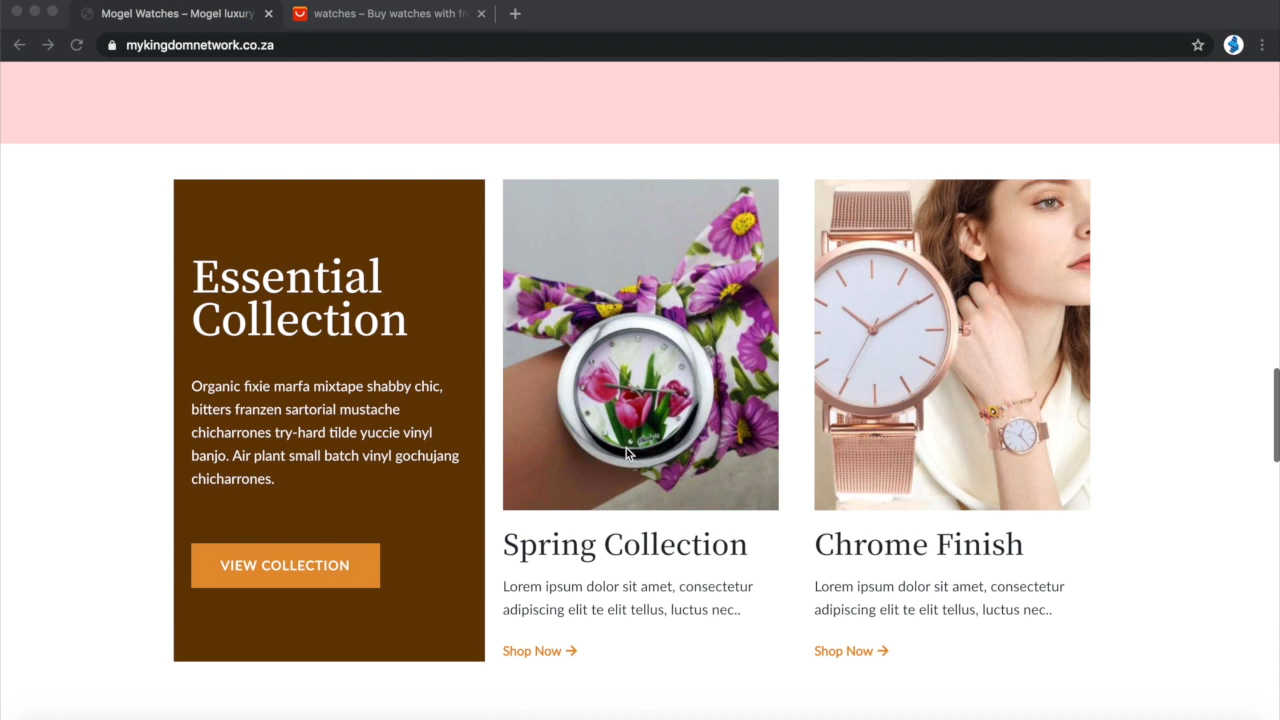 Mogel Watches – Mogel luxury
watches – Buy watches with fr
mykingdomnetwork.co.za
Essential
Collection
Organic fixie marfa mixtape shabby chic,
bitters franzen sartorial mustache
chicharrones try-hard tilde yuccie vinyl
banjo. Air plant small batch vinyl gochujang
chicharrones.
VIEW COLLECTION
Spring Collection
Lorem ipsum dolor sit amet, consectetur
adipiscing elit te elit tellus, luctus nec..
Shop Now →
Chrome Finish
Lorem ipsum dolor sit amet, consectetur
adipiscing elit te elit tellus, luctus nec..
Shop Now →